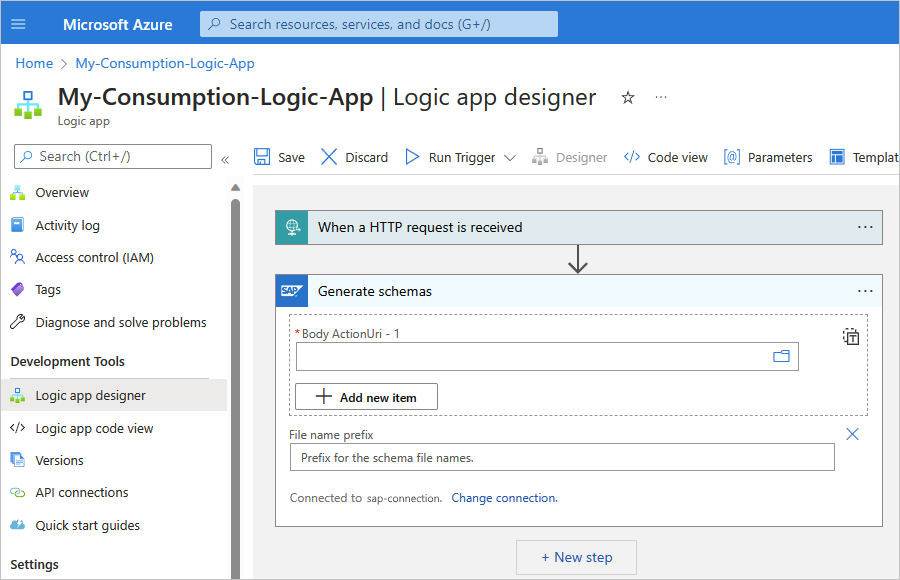 Microsoft Azure
Search resources, services, and docs (G+/)
Home > My-Consumption-Logic-App
My-Consumption-Logic-App | Logic app designer
Logic app
Search (Ctrl+/)
Save Discard Run Trigger Designer Code view Parameters Templat
Overview
Activity log
Access control (IAM)
Tags
Diagnose and solve problems
Development Tools
Logic app designer
Logic app code view
Versions
API connections
Quick start guides
Settings
When a HTTP request is received
SAP
Generate schemas
*Body ActionUri - 1
Add new item
File name prefix
Prefix for the schema file names.
Connected to sap-connection. Change connection.
+ New step